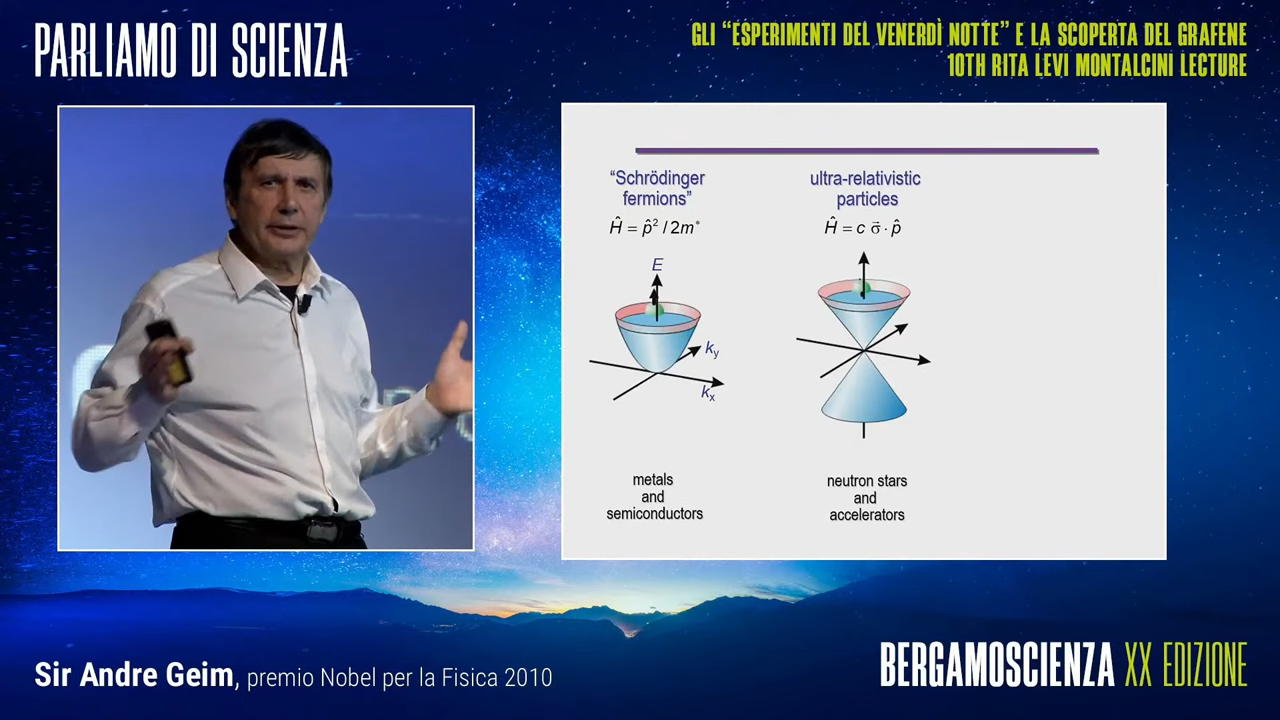 PARLIAMO DI SCIENZA
GLI “ESPERIMENTI DEL VENERDÌ NOTTE” E LA SCOPERTA DEL GRAFENE
10TH RITA LEVI MONTALCINI LECTURE
“Schrödinger
fermions”
Ĥ = p̂² / 2m*
E
ky
kx
metals
and
semiconductors
ultra-relativistic
particles
Ĥ = c σ⃗ · p̂
neutron stars
and
accelerators
Sir Andre Geim, premio Nobel per la Fisica 2010
BERGAMOSCIENZA XX EDIZIONE